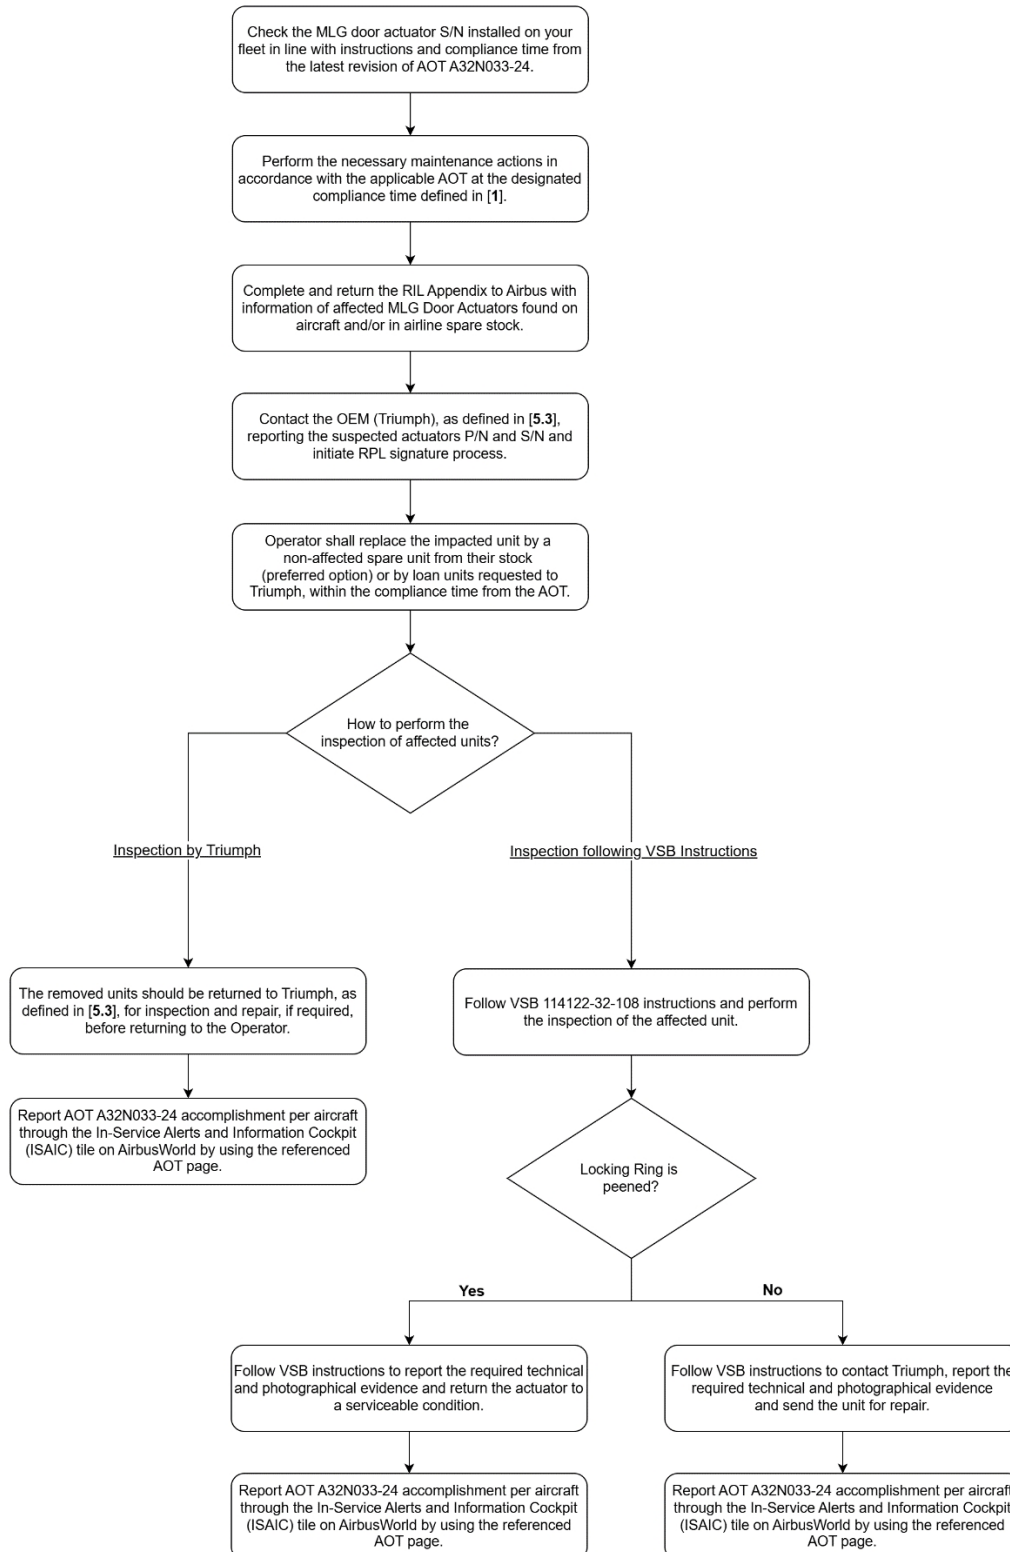 Check the MLG door actuator S/N installed on your
fleet in line with instructions and compliance time from
the latest revision of AOT A32N033-24.
Perform the necessary maintenance actions in
accordance with the applicable AOT at the designated
compliance time defined in [1].
Complete and return the RIL Appendix to Airbus with
information of affected MLG Door Actuators found on
aircraft and/or in airline spare stock.
Contact the OEM (Triumph), as defined in [5.3],
reporting the suspected actuators P/N and S/N and
initiate RPL signature process.
Operator shall replace the impacted unit by a
non-affected spare unit from their stock
(preferred option) or by loan units requested to
Triumph, within the compliance time from the AOT.
How to perform the
inspection of affected units?
Inspection by Triumph
The removed units should be returned to Triumph, as
defined in [5.3], for inspection and repair, if required,
before returning to the Operator.
Report AOT A32N033-24 accomplishment per aircraft
through the In-Service Alerts and Information Cockpit
(ISAIC) tile on AirbusWorld by using the referenced
AOT page.
Inspection following VSB Instructions
Follow VSB 114122-32-108 instructions and perform
the inspection of the affected unit.
Locking Ring is
peened?
Yes
Follow VSB instructions to report the required technical
and photographical evidence and return the actuator to
a serviceable condition.
Report AOT A32N033-24 accomplishment per aircraft
through the In-Service Alerts and Information Cockpit
(ISAIC) tile on AirbusWorld by using the referenced
AOT page.
No
Follow VSB instructions to contact Triumph, report the
required technical and photographical evidence
and send the unit for repair.
Report AOT A32N033-24 accomplishment per aircraft
through the In-Service Alerts and Information Cockpit
(ISAIC) tile on AirbusWorld by using the referenced
AOT page.